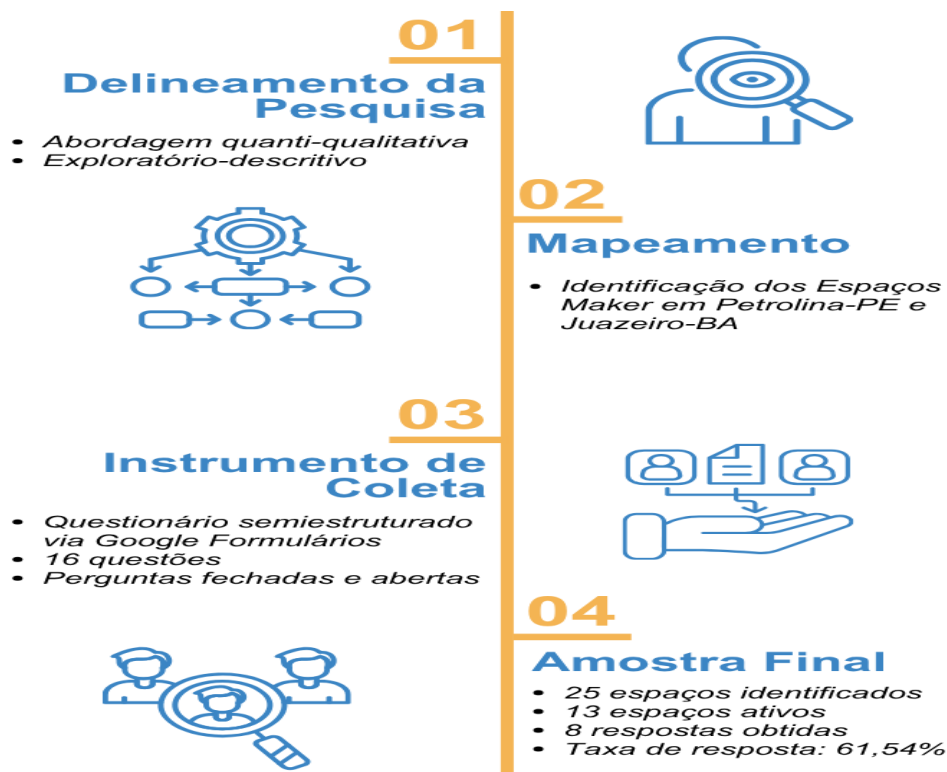 01
Delineamento da
Pesquisa
• Abordagem quanti-qualitativa
• Exploratório-descritivo
02
Mapeamento
• Identificação dos Espaços
Maker em Petrolina-PE e
Juazeiro-BA
03
Instrumento de
Coleta
• Questionário semiestruturado
via Google Formulários
• 16 questões
• Perguntas fechadas e abertas
04
Amostra Final
• 25 espaços identificados
• 13 espaços ativos
• 8 respostas obtidas
• Taxa de resposta: 61,54%